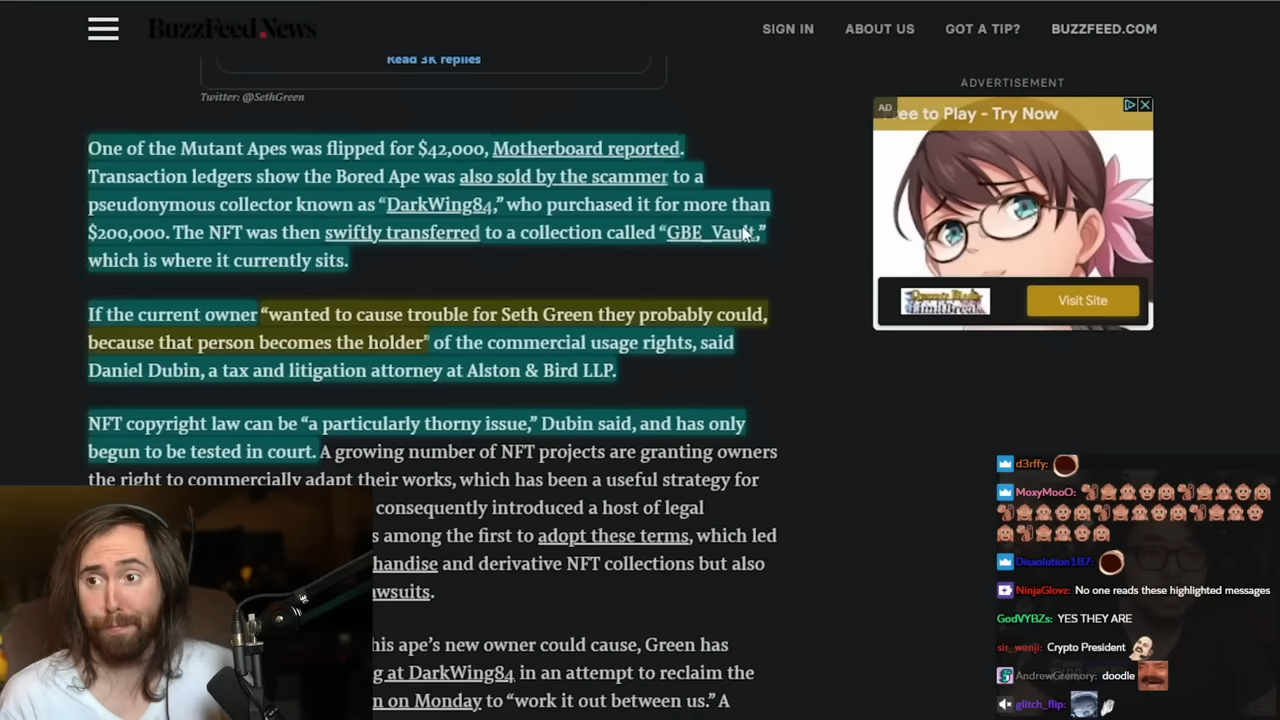 BuzzFeed News
SIGN IN
ABOUT US
GOT A TIP?
BUZZFEED.COM
Read 3K replies
Twitter: @SethGreen
One of the Mutant Apes was flipped for $42,000, Motherboard reported.
Transaction ledgers show the Bored Ape was also sold by the scammer to a
pseudonymous collector known as “DarkWing84,” who purchased it for more than
$200,000. The NFT was then swiftly transferred to a collection called “GBE_Vault,”
which is where it currently sits.
If the current owner “wanted to cause trouble for Seth Green they probably could,
because that person becomes the holder” of the commercial usage rights, said
Daniel Dubin, a tax and litigation attorney at Alston & Bird LLP.
NFT copyright law can be “a particularly thorny issue,” Dubin said, and has only
begun to be tested in court. A growing number of NFT projects are granting owners
the right to commercially adapt their works, which has been a useful strategy for
consequently introduced a host of legal
s among the first to adopt these terms, which led
handise and derivative NFT collections but also
awsuits.
his ape’s new owner could cause, Green has
g at DarkWing84 in an attempt to reclaim the
n on Monday to “work it out between us.” A
ADVERTISEMENT
AD
ree to Play - Try Now
LimitBreak
Visit Site
d3rffy:
MoxyMooO:
Dissolution187:
NinjaGlovz: No one reads these highlighted messages
GodVYBZs: YES THEY ARE
sir_wenji: Crypto President
AndrewGremory: doodle
glitch_flip: